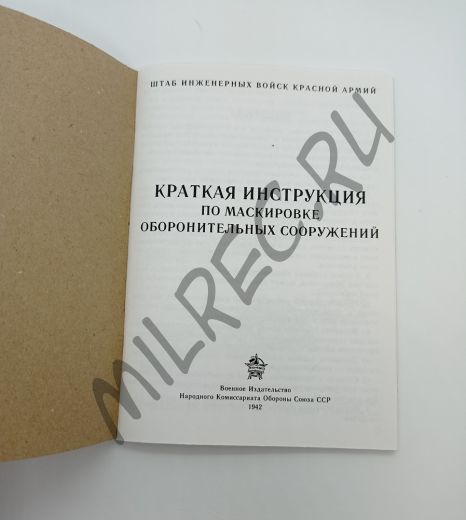 ШТАБ ИНЖЕНЕРНЫХ ВОЙСК КРАСНОЙ АРМИЙ
КРАТКАЯ ИНСТРУКЦИЯ
ПО МАСКИРОВКЕ
ОБОРОНИТЕЛЬНЫХ СООРУЖЕНИЙ
Военное Издательство
Народного Комиссариата Обороны Союза ССР
1942
MILREC.RU